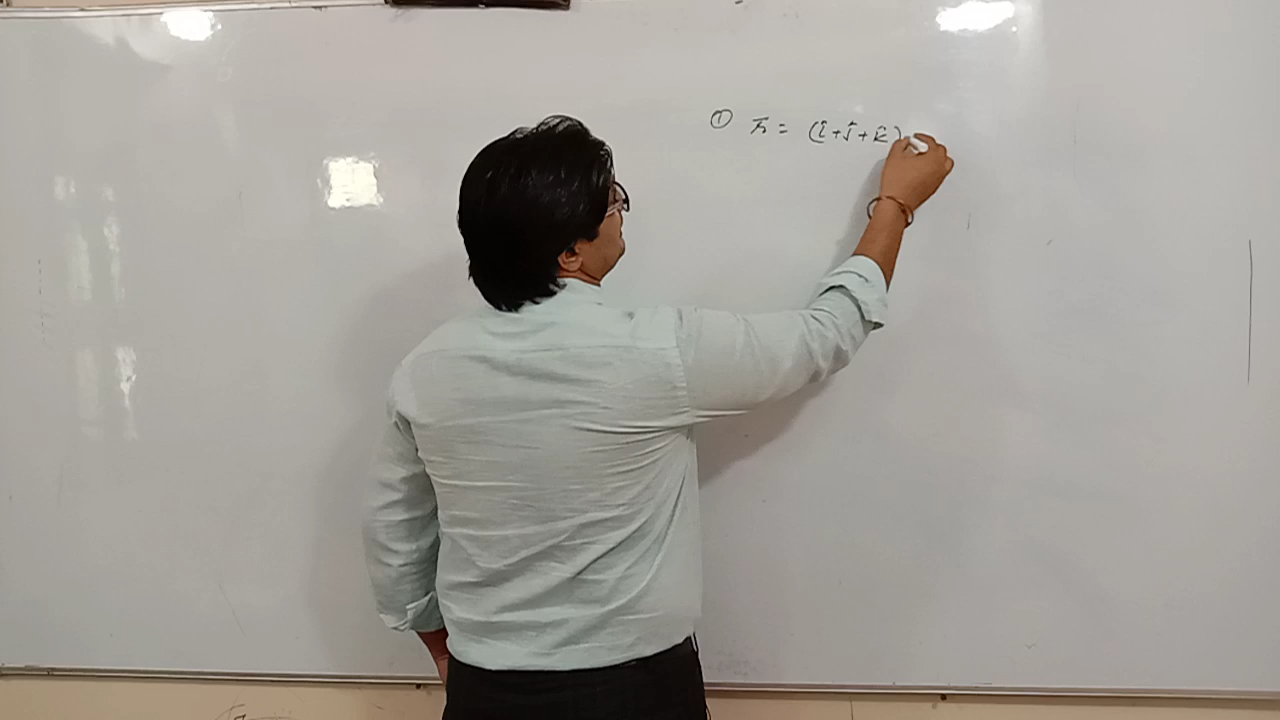 ① r̄ = (î+ĵ+k̂)